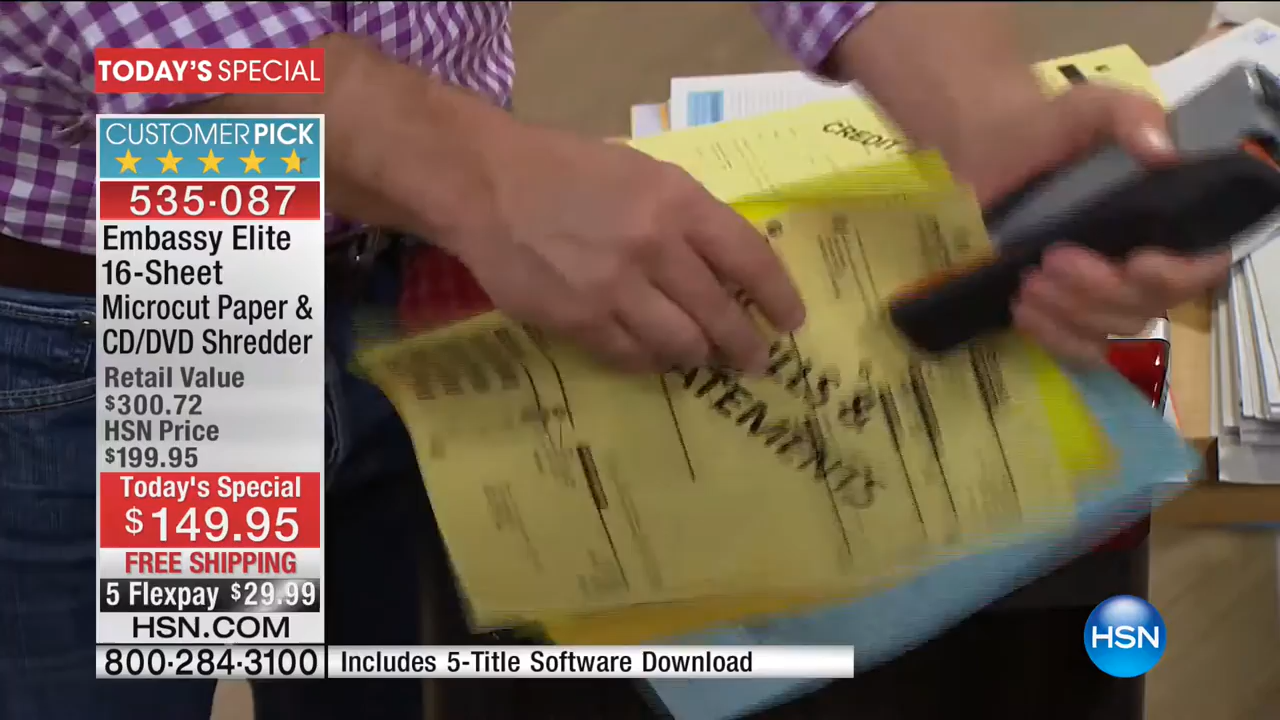 TODAY'S SPECIAL
CUSTOMER PICK
535·087
Embassy Elite
16-Sheet
Microcut Paper &
CD/DVD Shredder
Retail Value
$300.72
HSN Price
$199.95
Today's Special
$149.95
FREE SHIPPING
5 Flexpay $29.99
HSN.COM
800·284·3100
Includes 5-Title Software Download
CREDIT
&
HSN